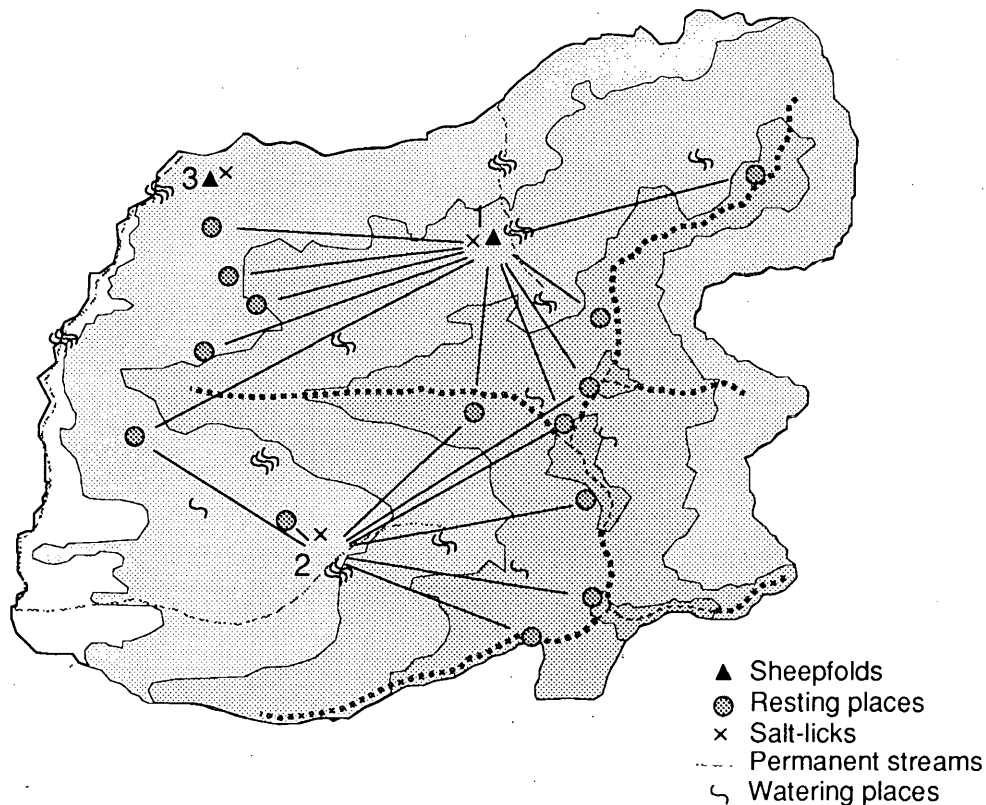 3
1
2
Sheepfolds
Resting places
Salt-licks
Permanent streams
Watering places